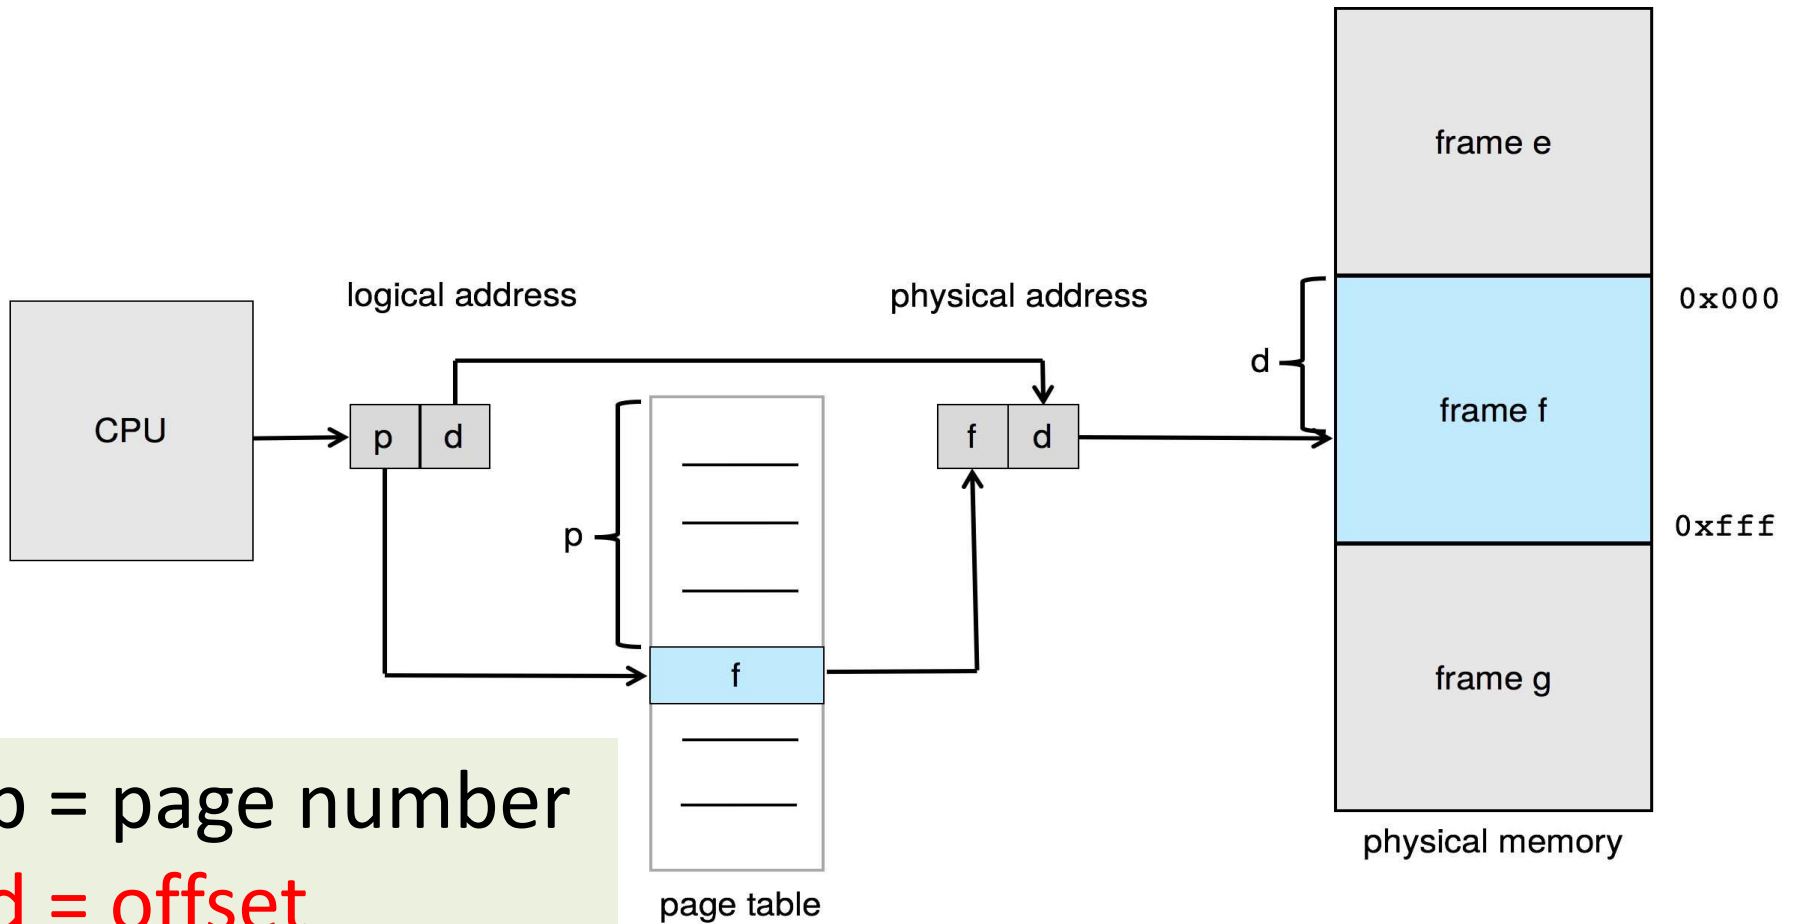 frame e
logical address
physical address
0x000
d
CPU
p d
f d
frame f
p
0xfff
f
frame g
p = page number
d = offset
physical memory
page table